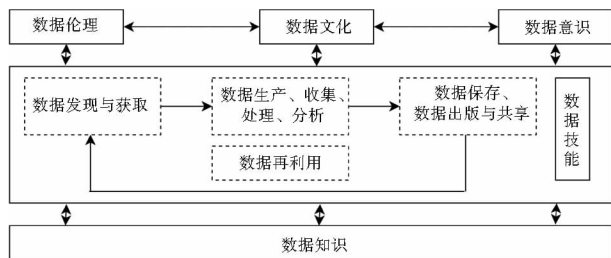 数据伦理
数据文化
数据意识
数据发现与获取
数据生产、收集、
处理、分析
数据保存、
数据出版与共享
数据技能
数据再利用
数据知识